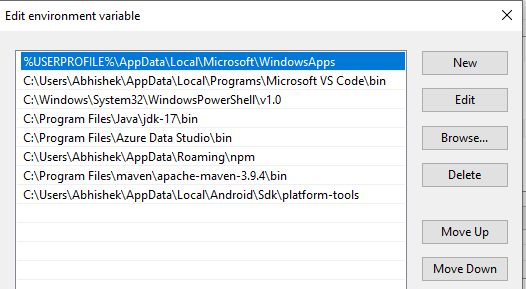 Edit environment variable
%USERPROFILE%\AppData\Local\Microsoft\WindowsApps
C:\Users\Abhishek\AppData\Local\Programs\Microsoft VS Code\bin
C:\Windows\System32\WindowsPowerShell\v1.0
C:\Program Files\Java\jdk-17\bin
C:\Program Files\Azure Data Studio\bin
C:\Users\Abhishek\AppData\Roaming\npm
C:\Program Files\maven\apache-maven-3.9.4\bin
C:\Users\Abhishek\AppData\Local\Android\Sdk\platform-tools
New
Edit
Browse...
Delete
Move Up
Move Down